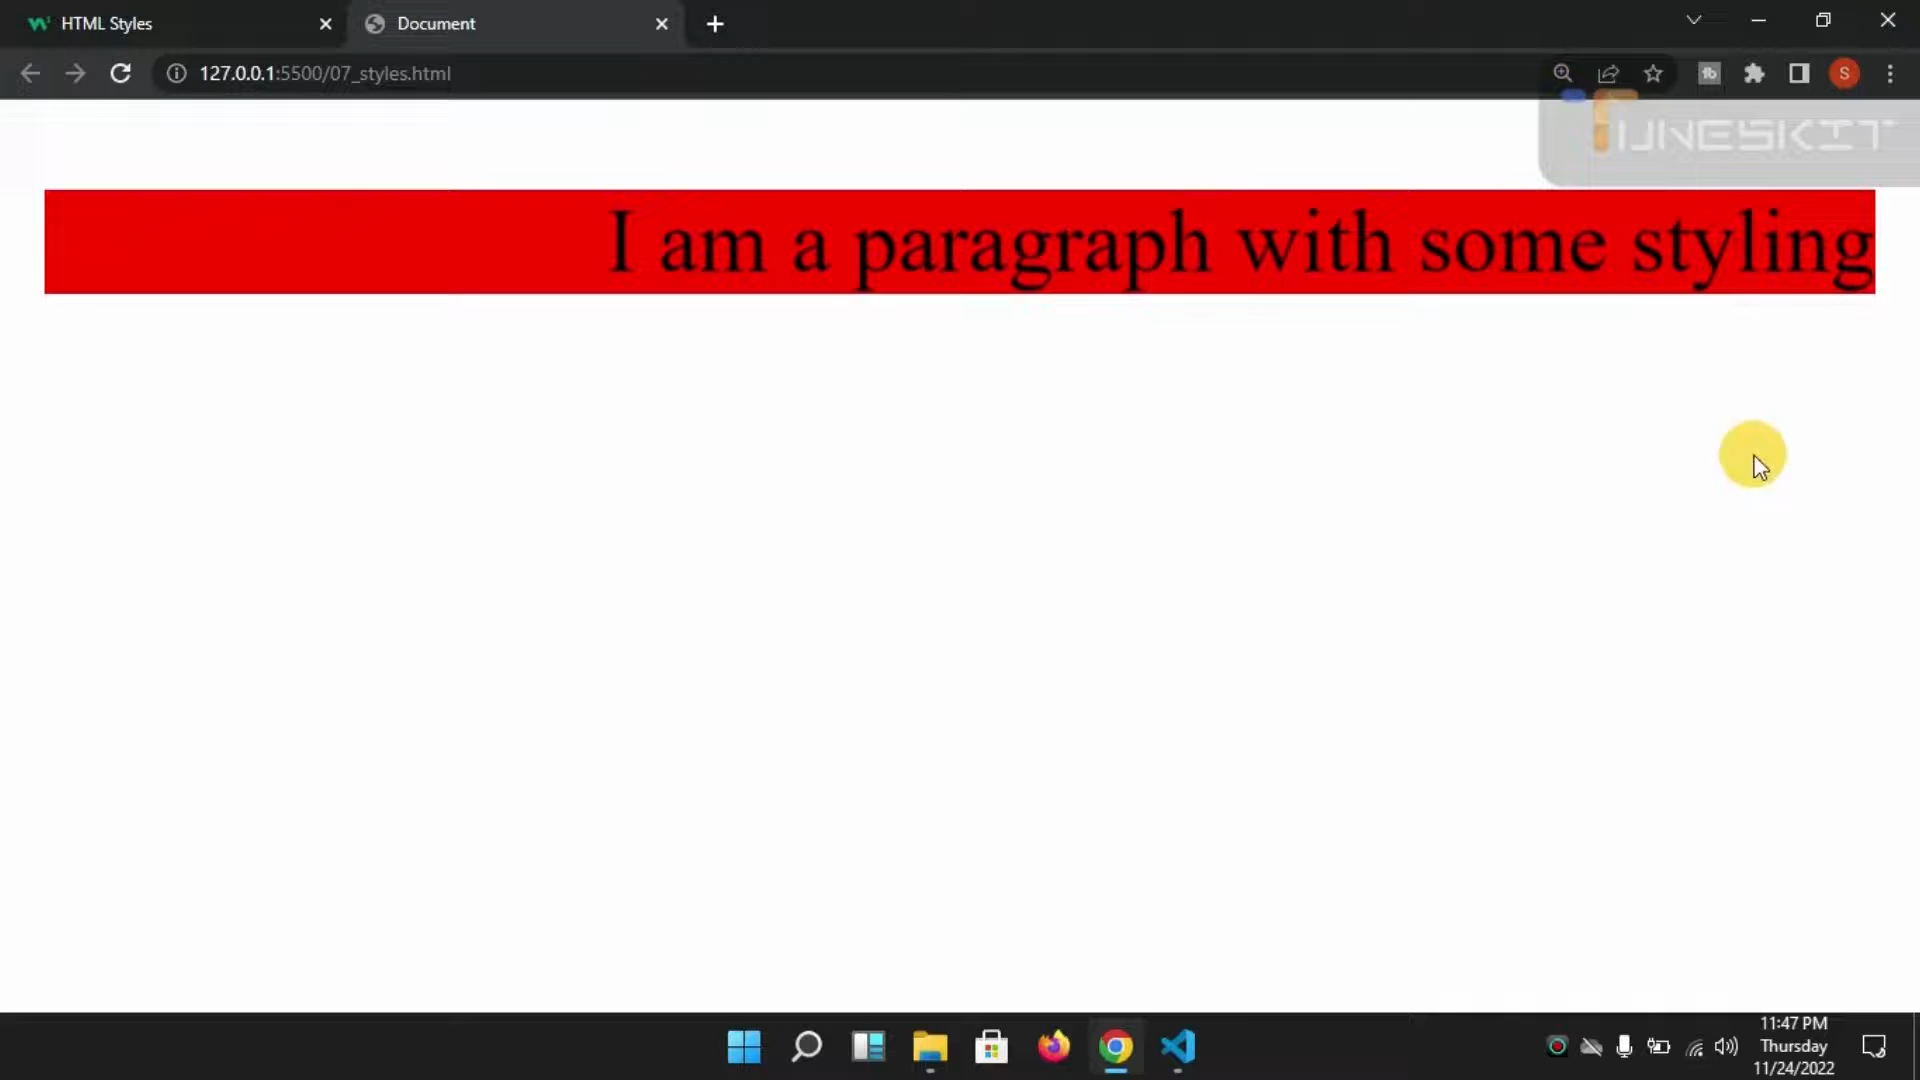 HTML Styles
Document
127.0.0.1:5500/07_styles.html
S
TUNESKIT
I am a paragraph with some styling
11:47 PM
Thursday
11/24/2022